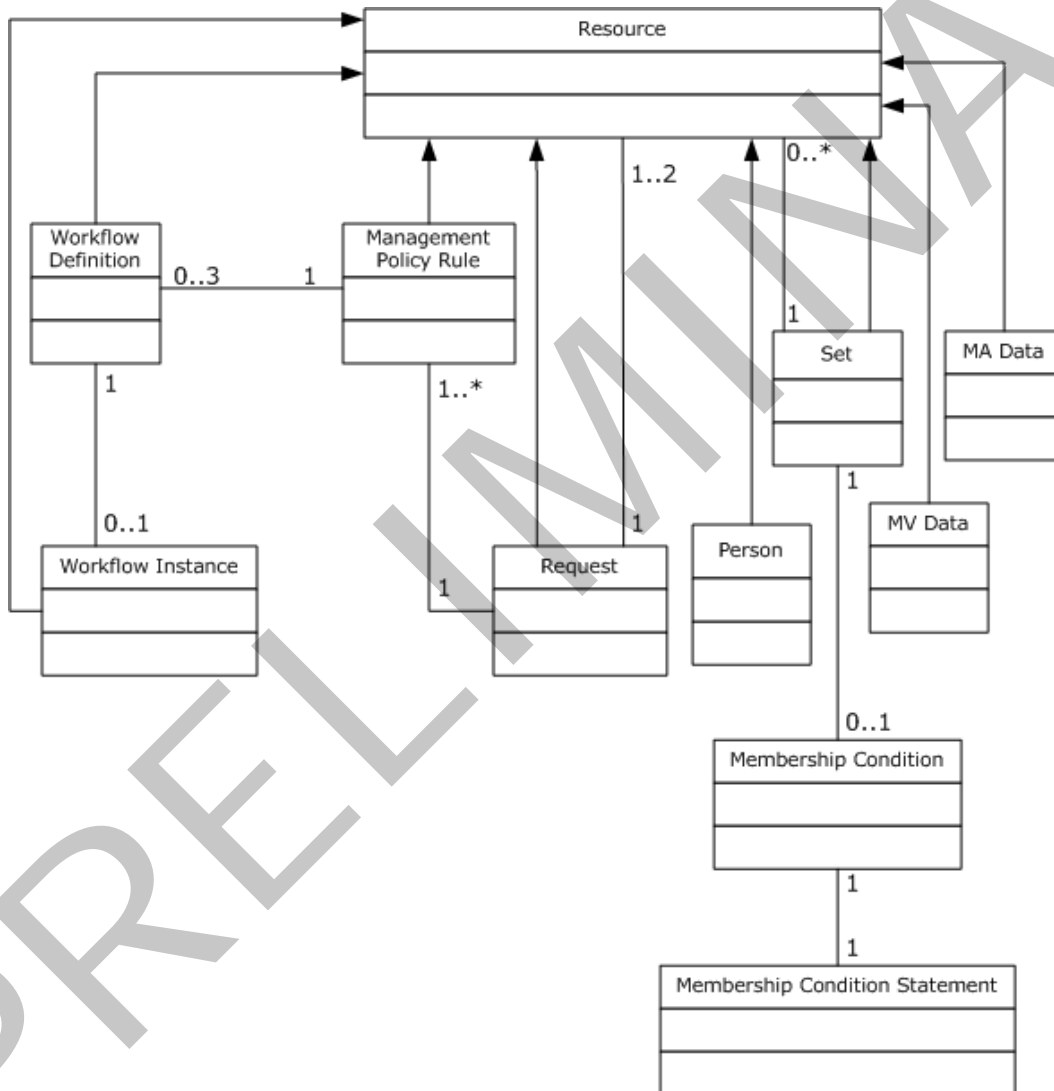 Resource
1..2
0..*
Workflow
Definition
0..3
1
Management
Policy Rule
1
Set
MA Data
1
1..*
1
0..1
1
MV Data
Workflow Instance
Request
Person
1
0..1
Membership Condition
1
1
Membership Condition Statement
PRELIMINA